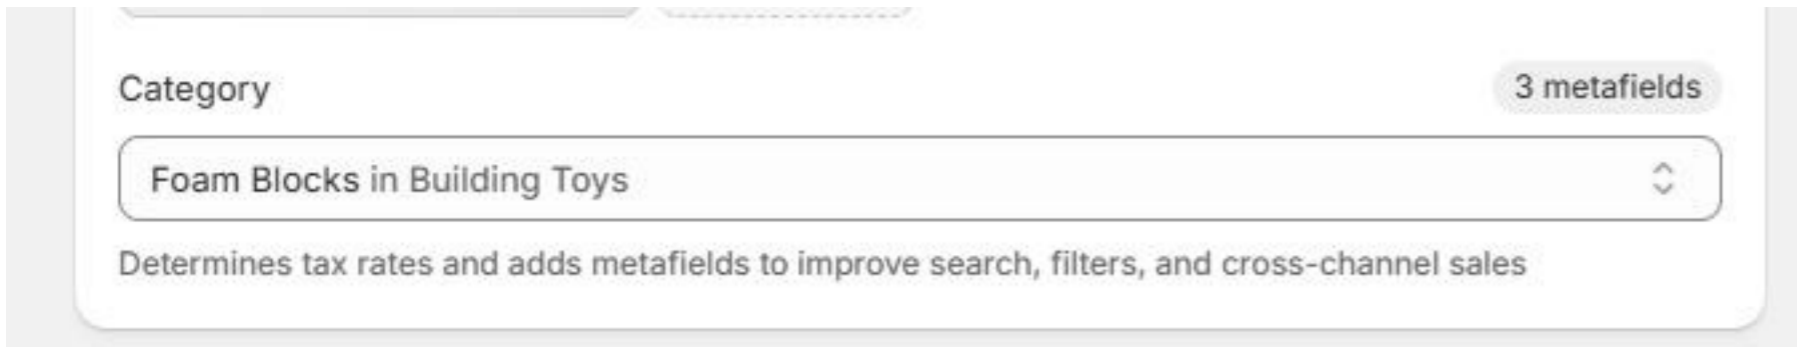 Category
3 metafields
Foam Blocks in Building Toys
Determines tax rates and adds metafields to improve search, filters, and cross-channel sales